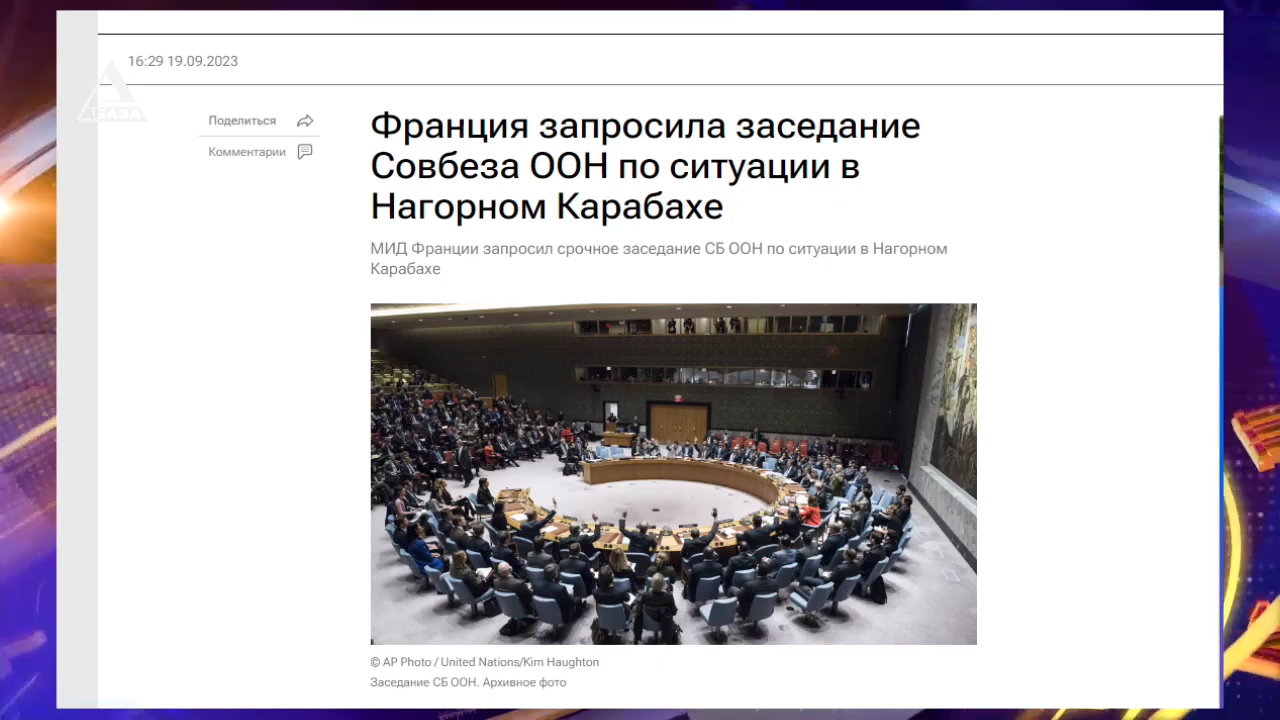 16:29 19.09.2023
АБАЗА
Поделиться
Комментарии
Франция запросила заседание
Совбеза ООН по ситуации в
Нагорном Карабахе
МИД Франции запросил срочное заседание СБ ООН по ситуации в Нагорном
Карабахе
© AP Photo / United Nations/Kim Haughton
Заседание СБ ООН. Архивное фото